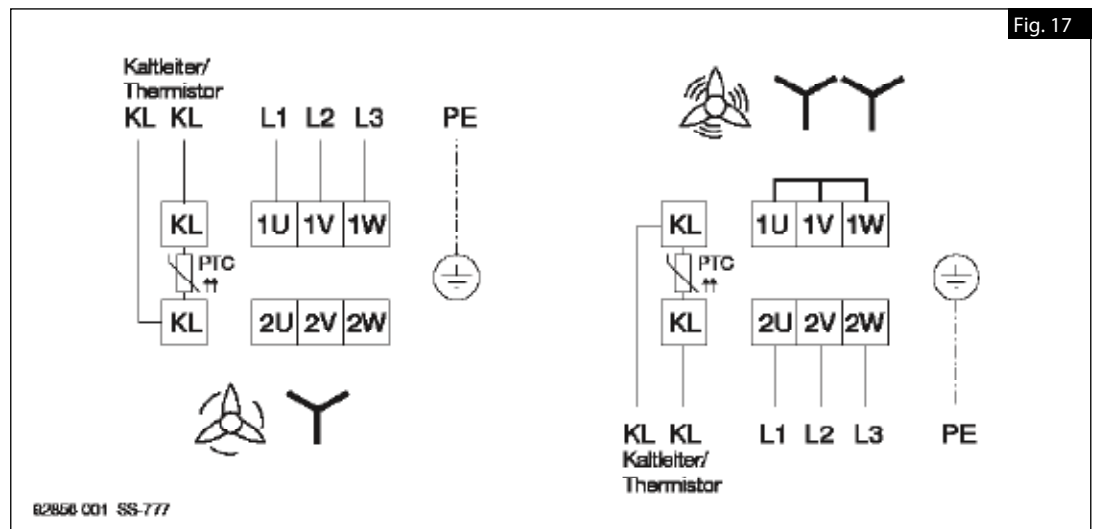 Fig. 17
Kaltleiter/
Thermistor
KL KL L1 L2 L3 PE
KL 1U 1V 1W
PTC
KL 2U 2V 2W
KL 1U 1V 1W
PTC
KL 2U 2V 2W
KL KL L1 L2 L3 PE
Kaltleiter/
Thermistor
92856 001 SS-777